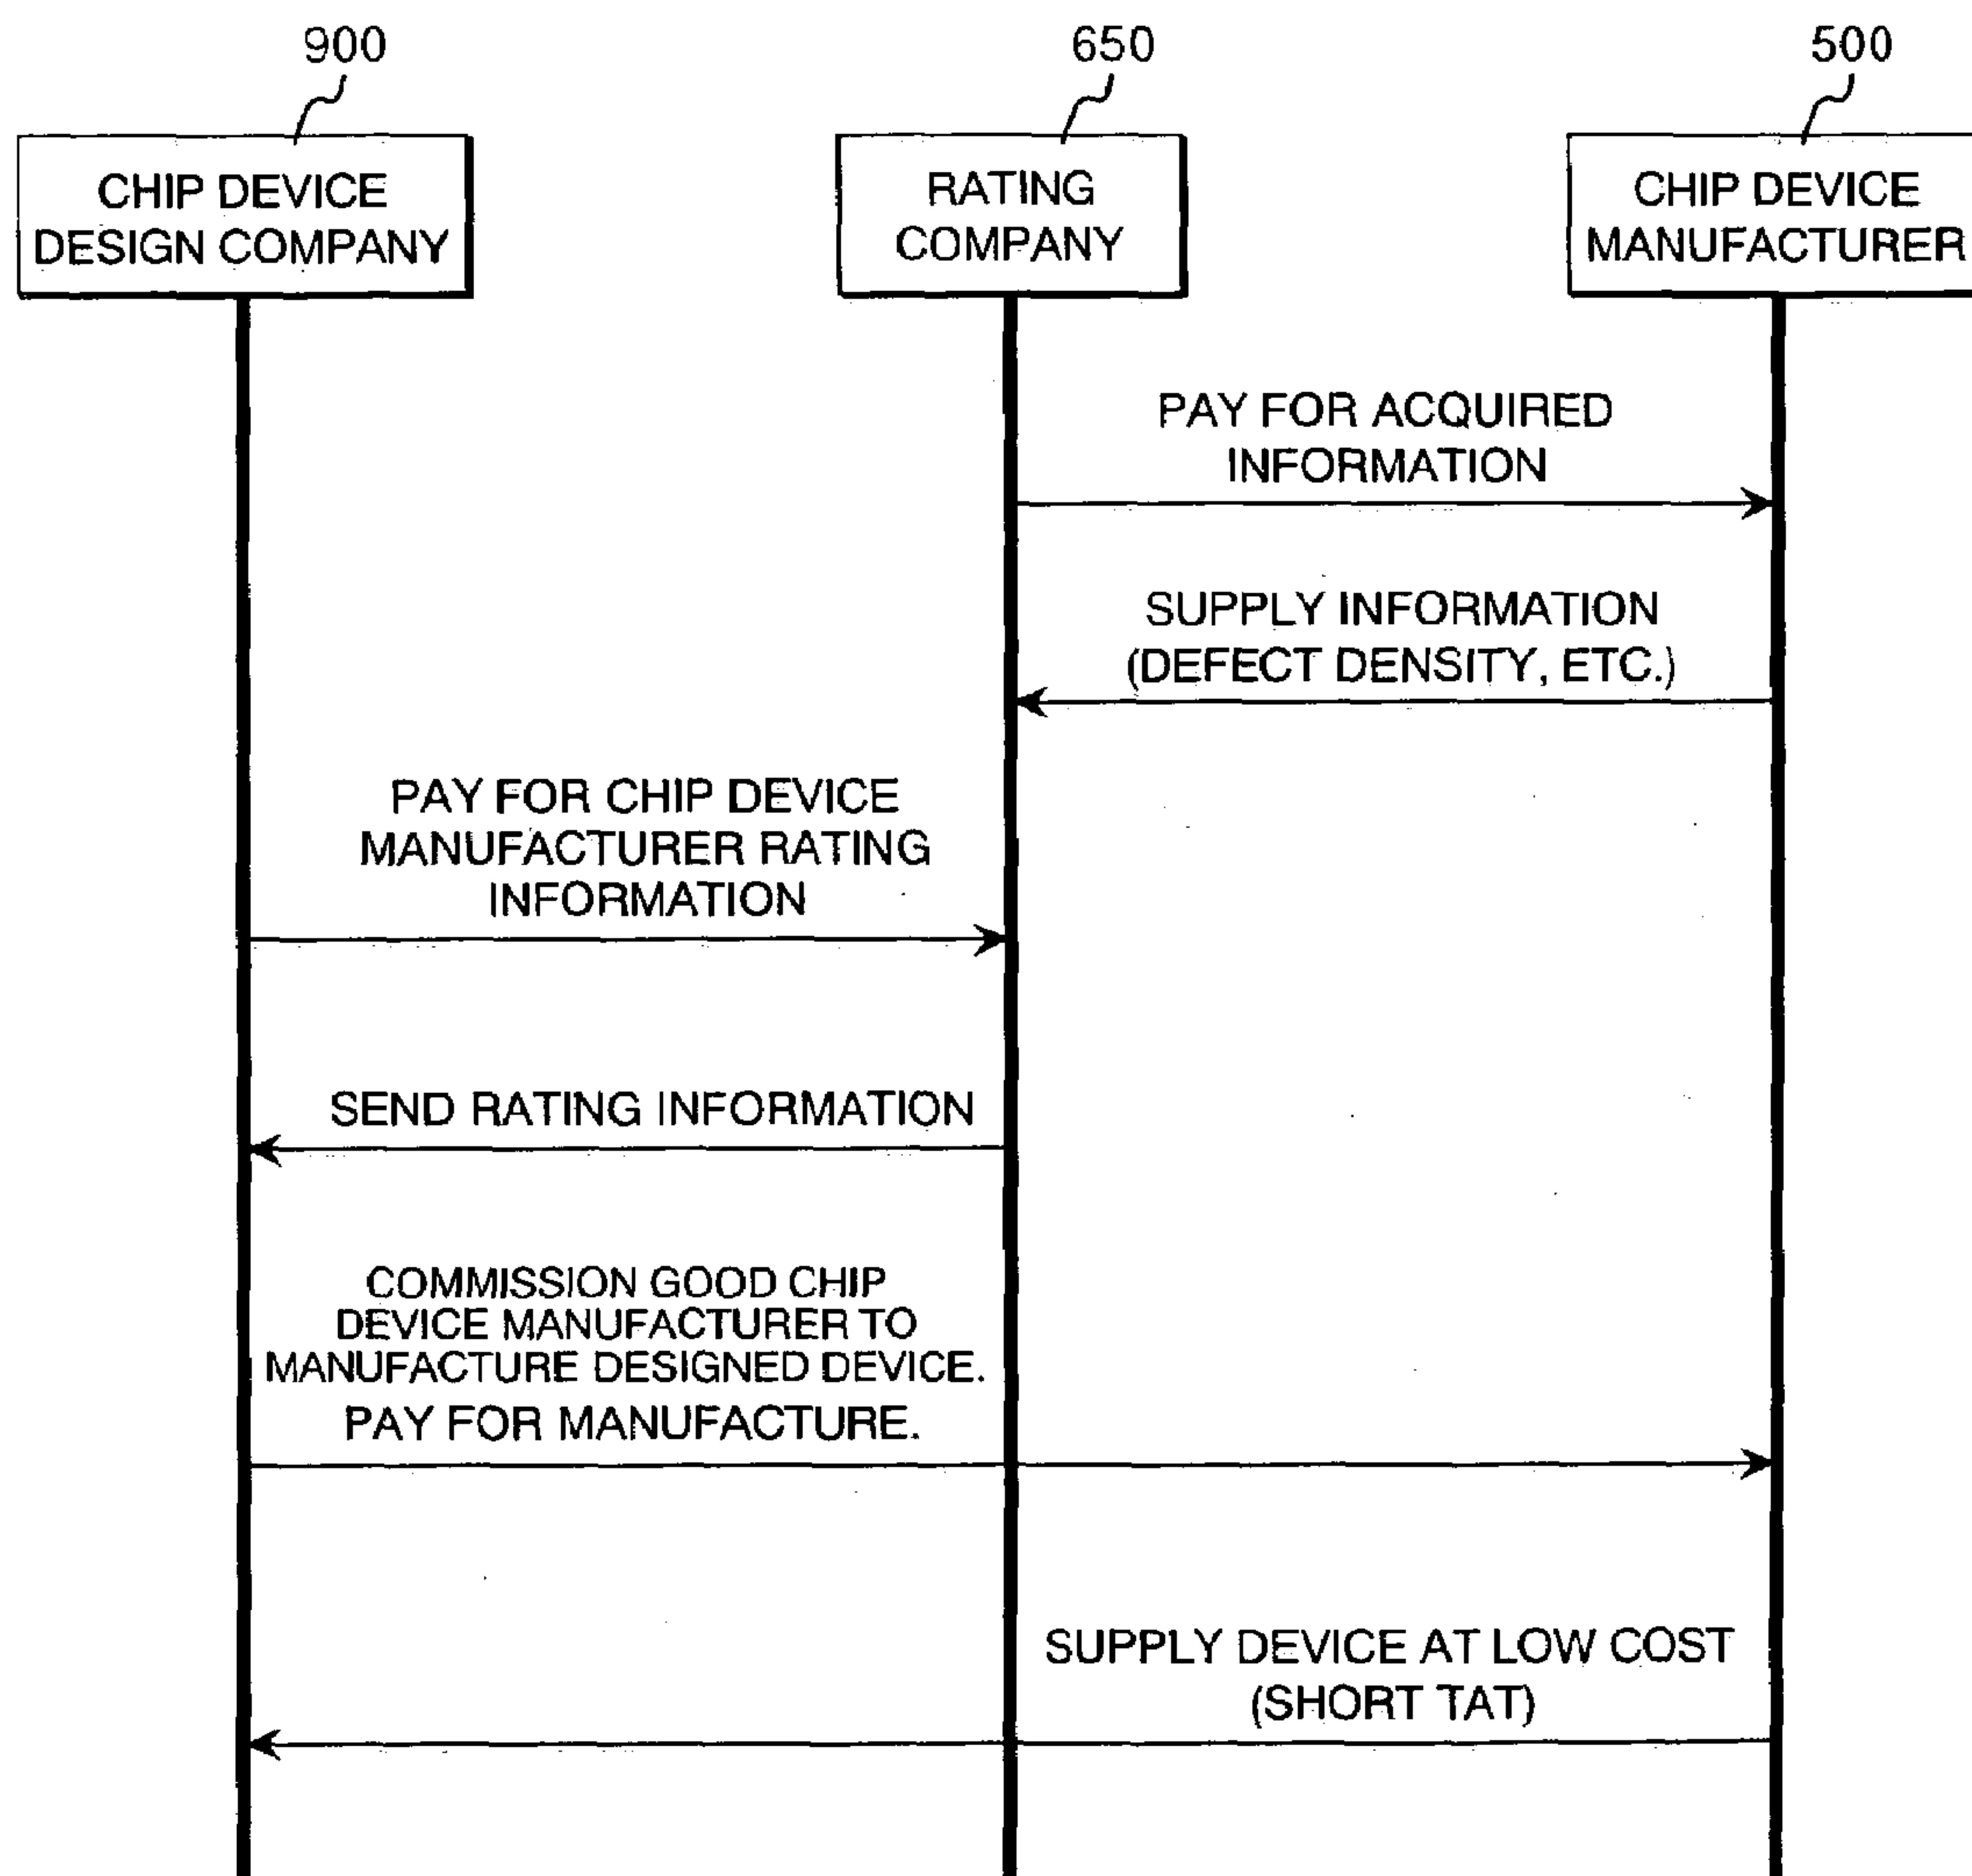 900
650
500
CHIP DEVICE
DESIGN COMPANY
RATING
COMPANY
CHIP DEVICE
MANUFACTURER
PAY FOR ACQUIRED
INFORMATION
SUPPLY INFORMATION
(DEFECT DENSITY, ETC.)
PAY FOR CHIP DEVICE
MANUFACTURER RATING
INFORMATION
SEND RATING INFORMATION
COMMISSION GOOD CHIP
DEVICE MANUFACTURER TO
MANUFACTURE DESIGNED DEVICE.
PAY FOR MANUFACTURE.
SUPPLY DEVICE AT LOW COST
(SHORT TAT)